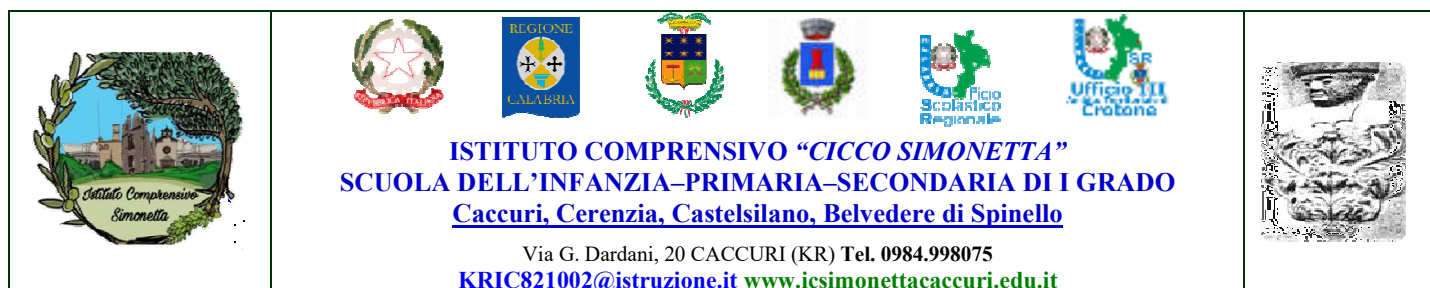 Istituto Comprensivo
Simonetta
REPVBBLICA ITALIANA
REGIONE
CALABRIA
Ufficio
Scolastico
Regionale
Ufficio III
Crotone
ISTITUTO COMPRENSIVO “CICCO SIMONETTA”
SCUOLA DELL’INFANZIA–PRIMARIA–SECONDARIA DI I GRADO
Caccuri, Cerenzia, Castelsilano, Belvedere di Spinello
Via G. Dardani, 20 CACCURI (KR) Tel. 0984.998075
KRIC821002@istruzione.it www.icsimonettacaccuri.edu.it